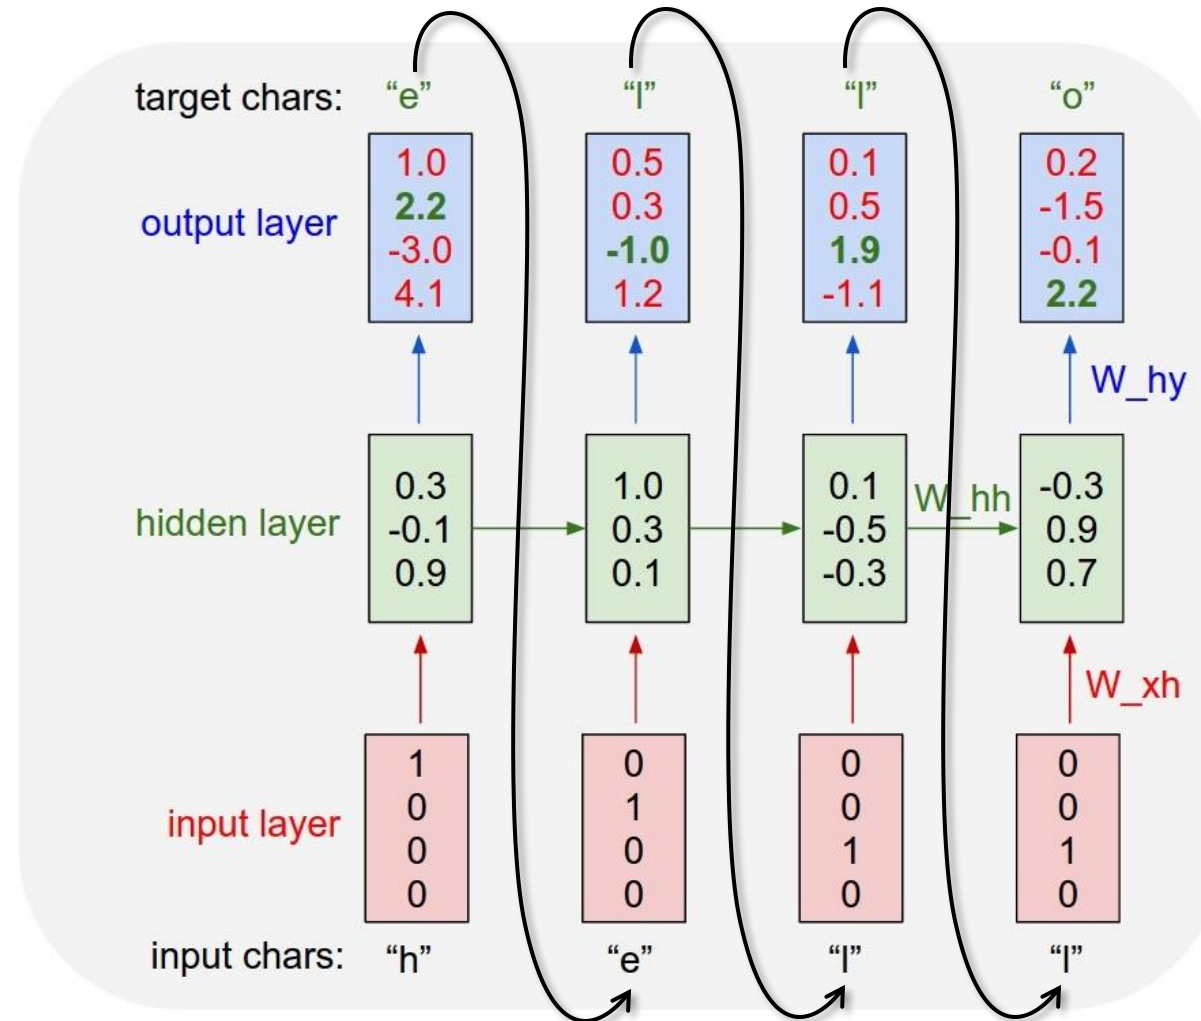 target chars: “e” “l” “l” “o”
1.0 0.5 0.1 0.2
output layer 2.2 0.3 0.5 -1.5
-3.0 -1.0 1.9 -0.1
4.1 1.2 -1.1 2.2
W_hy
0.3 1.0 0.1 W_hh -0.3
hidden layer -0.1 0.3 -0.5 0.9
0.9 0.1 -0.3 0.7
W_xh
1 0 0 0
input layer 0 1 0 0
0 0 1 1
0 0 0 0
input chars: “h” “e” “l” “l”